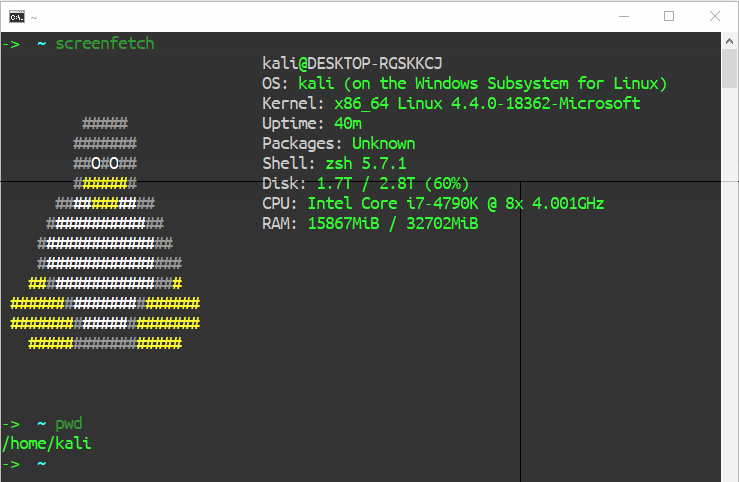 ~
-> ~ screenfetch
kali@DESKTOP-RGSKKCJ
OS: kali (on the Windows Subsystem for Linux)
Kernel: x86_64 Linux 4.4.0-18362-Microsoft
##### Uptime: 40m
####### Packages: Unknown
##O#O## Shell: zsh 5.7.1
####### Disk: 1.7T / 2.8T (60%)
########### CPU: Intel Core i7-4790K @ 8x 4.001GHz
############# RAM: 15867MiB / 32702MiB
###############
################
#################
#####################
#####################
#################
-> ~ pwd
/home/kali
-> ~